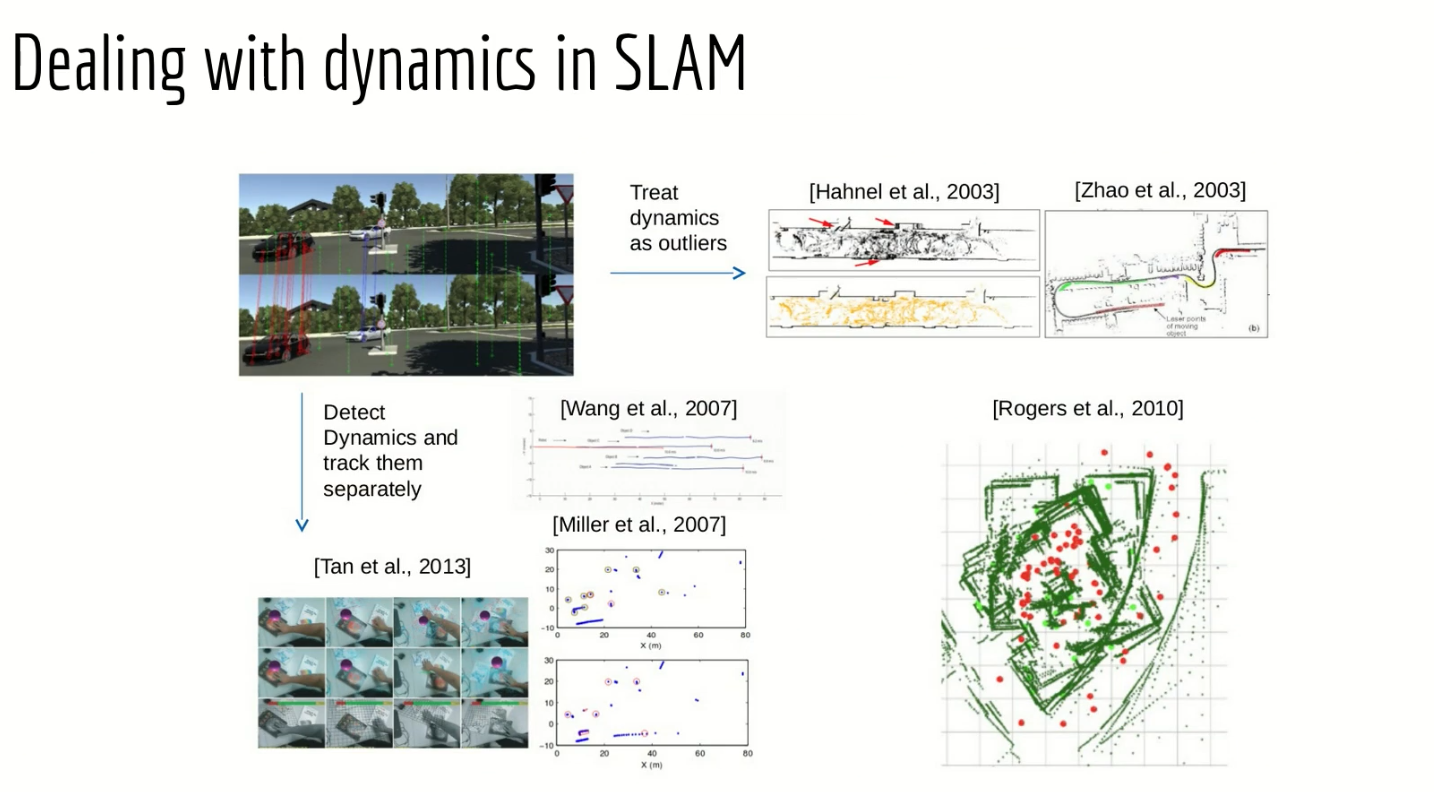 Dealing with dynamics in SLAM
Treat
dynamics
as outliers
[Hahnel et al., 2003]
[Zhao et al., 2003]
Laser points
of moving
object
(b)
Detect
Dynamics and
track them
separately
[Wang et al., 2007]
[Rogers et al., 2010]
[Miller et al., 2007]
30
20
10
0
−10
0
20
40
60
80
X (m)
30
20
10
0
−10
0
20
40
60
80
X (m)
[Tan et al., 2013]